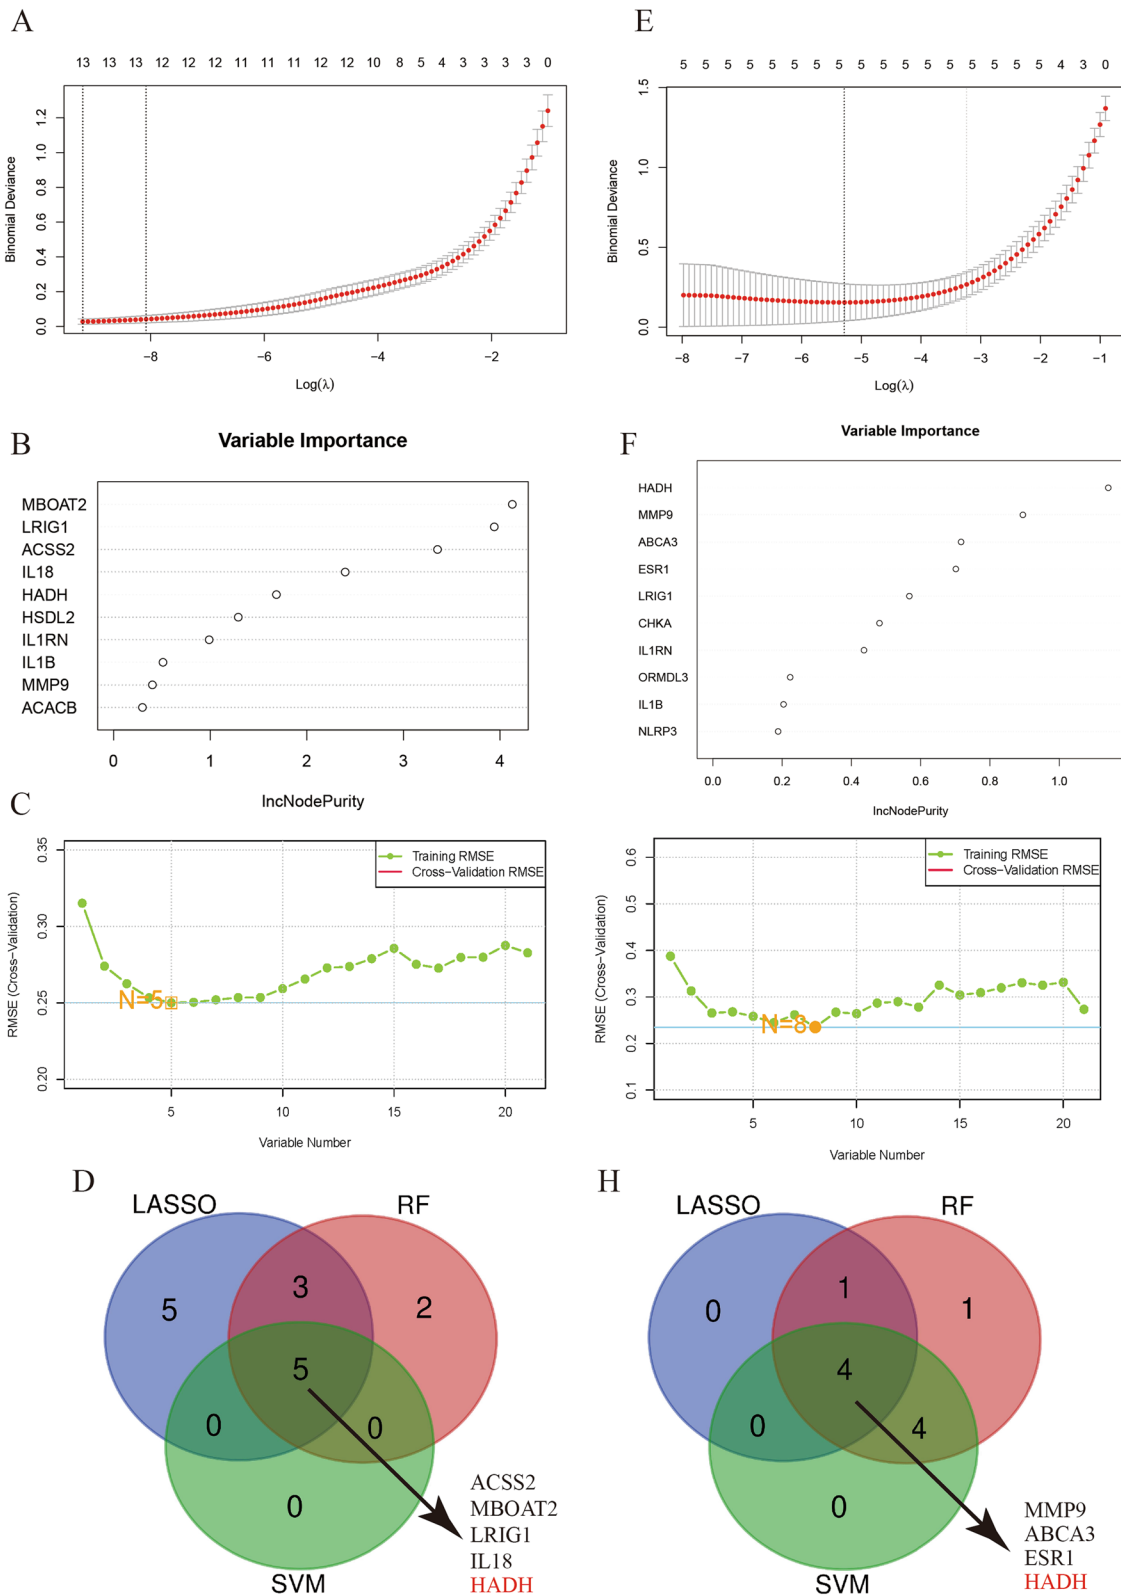 A
13 13 13 12 12 12 11 11 11 12 12 10 8 5 4 3 3 3 3 0
Binomial Deviance
1.2
1.0
0.8
0.6
0.4
0.2
0.0
−8 −6 −4 −2
Log(λ)
E
5 5 5 5 5 5 5 5 5 5 5 5 5 5 5 5 4 3 0
Binomial Deviance
1.5
1.0
0.5
0.0
−8 −7 −6 −5 −4 −3 −2 −1
Log(λ)
B
Variable Importance
MBOAT2
LRIG1
ACSS2
IL18
HADH
HSDL2
IL1RN
IL1B
MMP9
ACACB
0 1 2 3 4
IncNodePurity
F
Variable Importance
HADH
MMP9
ABCA3
ESR1
LRIG1
CHKA
IL1RN
ORMDL3
IL1B
NLRP3
0.0 0.2 0.4 0.6 0.8 1.0
IncNodePurity
C
RMSE (Cross−Validation)
0.35
0.30
0.25
0.20
Training RMSE
Cross−Validation RMSE
N=5
5 10 15 20
Variable Number
RMSE (Cross−Validation)
0.6
0.5
0.4
0.3
0.2
0.1
Training RMSE
Cross−Validation RMSE
N=8
5 10 15 20
Variable Number
D
LASSO
RF
5
3
2
5
0
0
0
SVM
ACSS2
MBOAT2
LRIG1
IL18
HADH
H
LASSO
RF
0
1
1
4
0
4
0
SVM
MMP9
ABCA3
ESR1
HADH